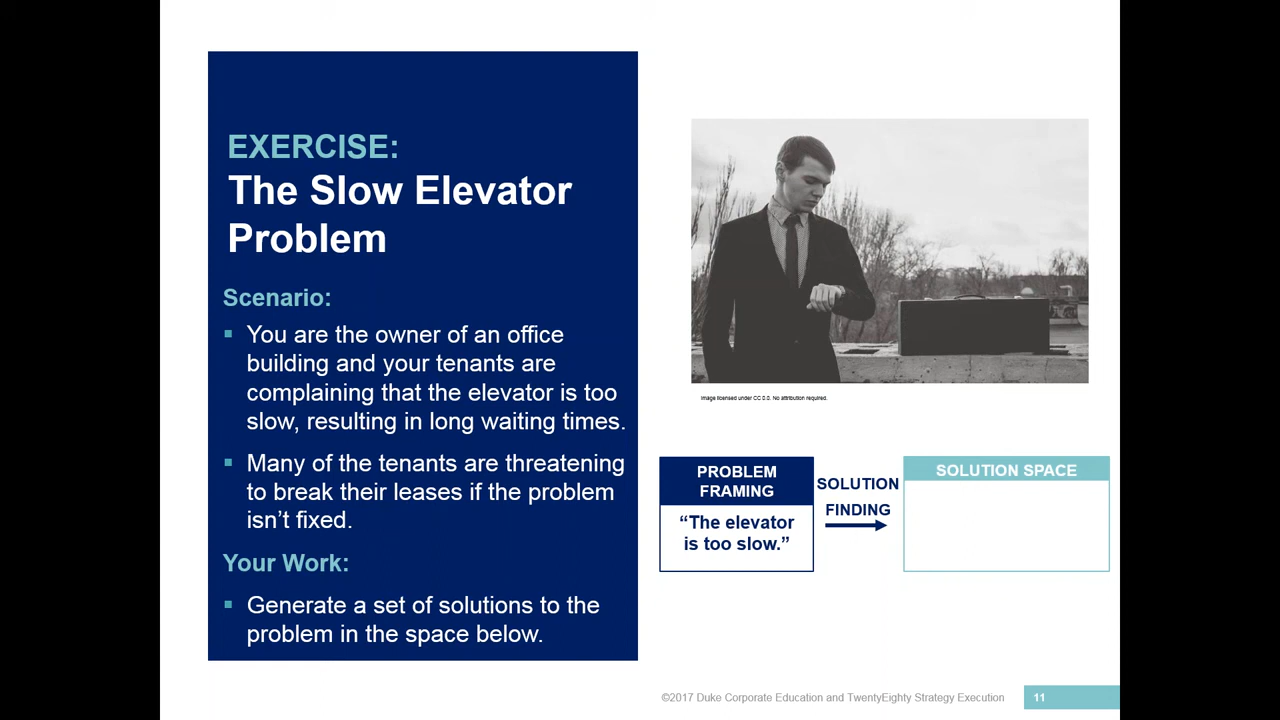 EXERCISE:
The Slow Elevator
Problem
Scenario:
▪ You are the owner of an office
building and your tenants are
complaining that the elevator is too
slow, resulting in long waiting times.
▪ Many of the tenants are threatening
to break their leases if the problem
isn’t fixed.
Your Work:
▪ Generate a set of solutions to the
problem in the space below.
Image licensed under CC 0.0. No attribution required.
PROBLEM
FRAMING
“The elevator
is too slow.”
SOLUTION
FINDING
SOLUTION SPACE
©2017 Duke Corporate Education and TwentyEighty Strategy Execution
11